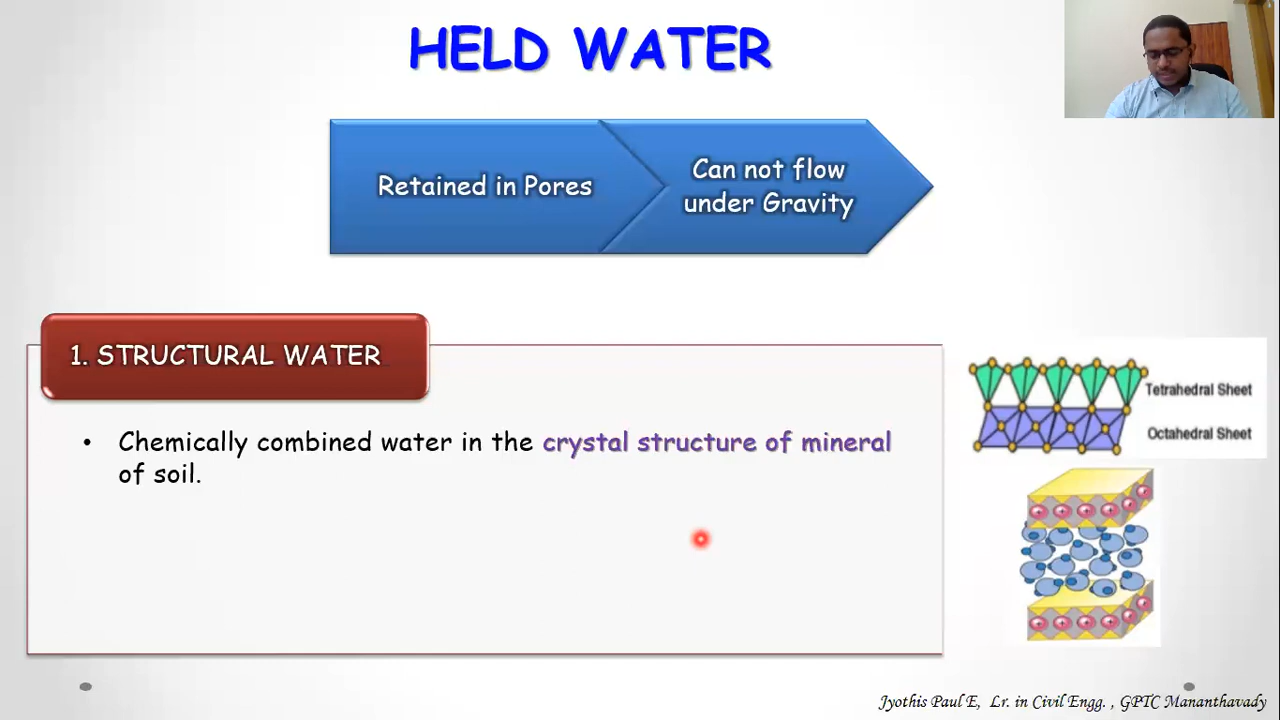 HELD WATER
Retained in Pores
Can not flow
under Gravity
1. STRUCTURAL WATER
• Chemically combined water in the crystal structure of mineral
of soil.
Tetrahedral Sheet
Octahedral Sheet
Jyothis Paul E, Lr. in Civil Engg. , GPTC Mananthavady